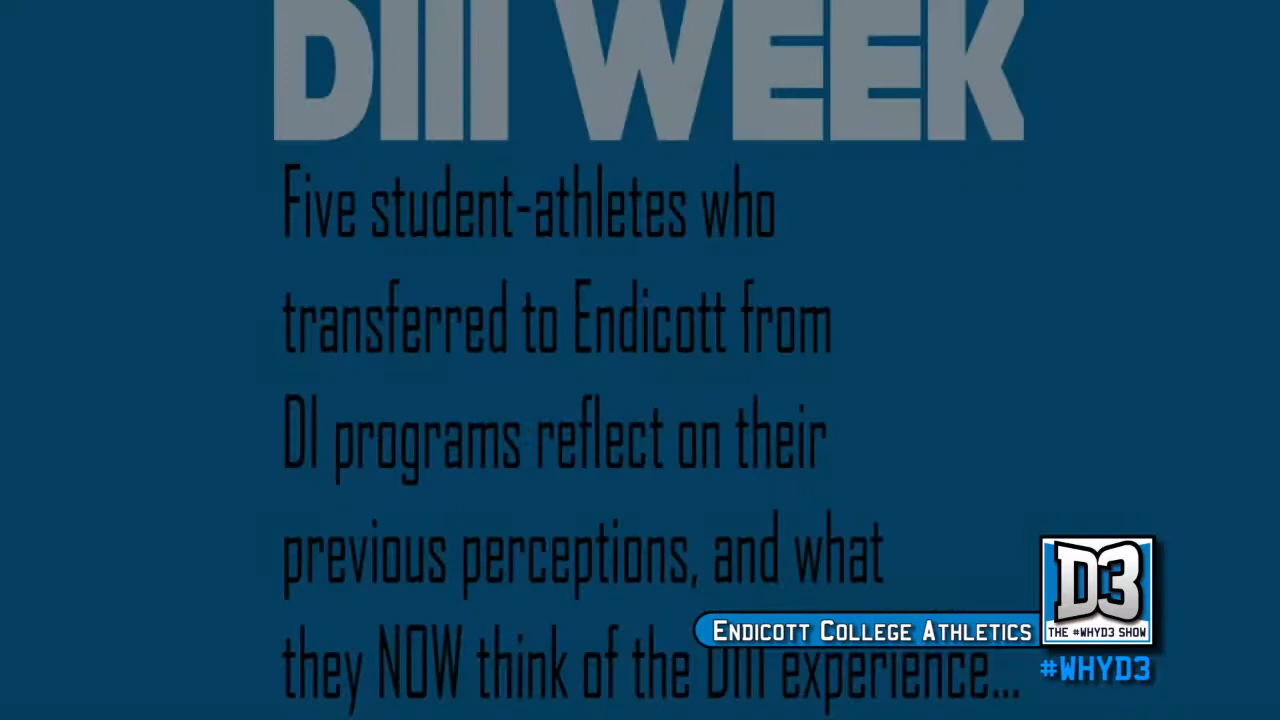 DIII WEEK
Five student-athletes who
transferred to Endicott from
DI programs reflect on their
previous perceptions, and what
they NOW think of the DIII experience...
ENDICOTT COLLEGE ATHLETICS
D3
THE #WHYD3 SHOW
#WHYD3